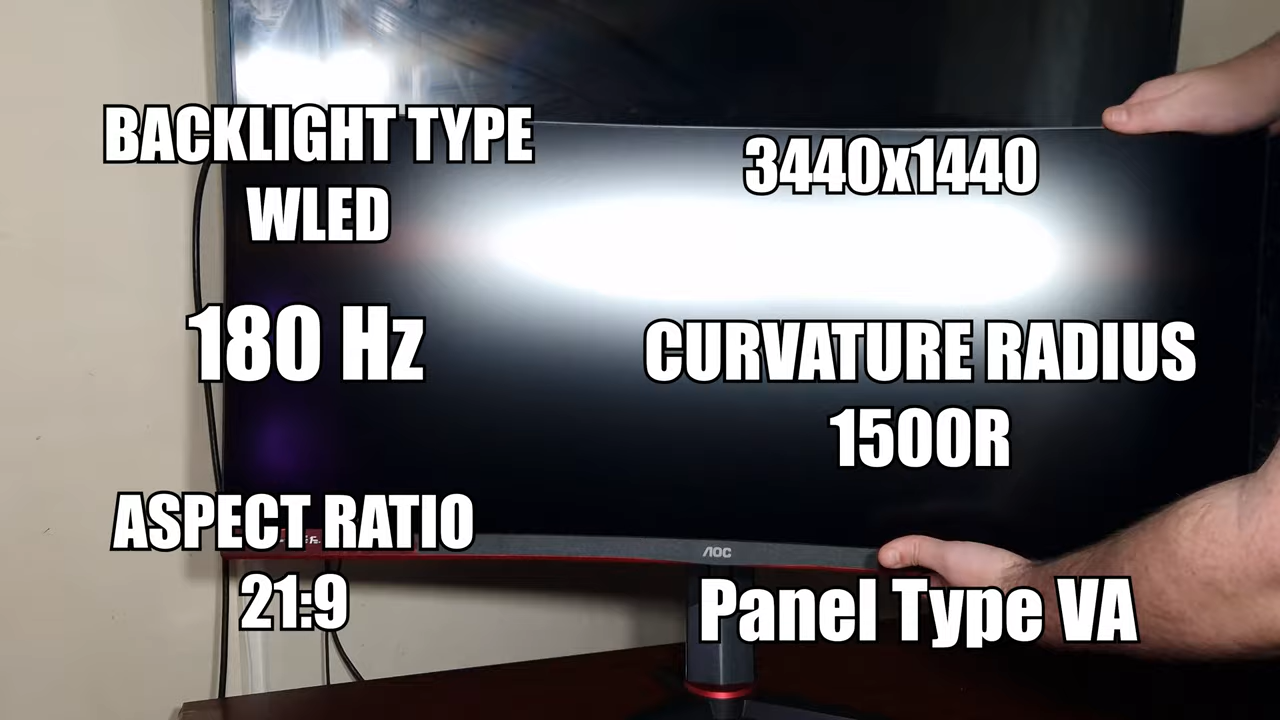 BACKLIGHT TYPE
WLED
3440x1440
180 Hz
CURVATURE RADIUS
1500R
ASPECT RATIO
21:9
AOC
Panel Type VA